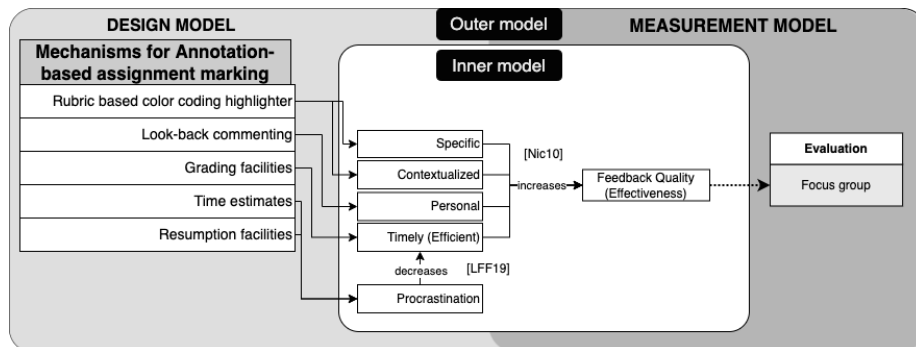 DESIGN MODEL
Outer model
MEASUREMENT MODEL
Mechanisms for Annotation-
based assignment marking
Inner model
Rubric based color coding highlighter
Look-back commenting
Grading facilities
Time estimates
Resumption facilities
Specific
Contextualized
Personal
Timely (Efficient)
decreases
[LFF19]
Procrastination
[Nic10]
increases
Feedback Quality
(Effectiveness)
Evaluation
Focus group